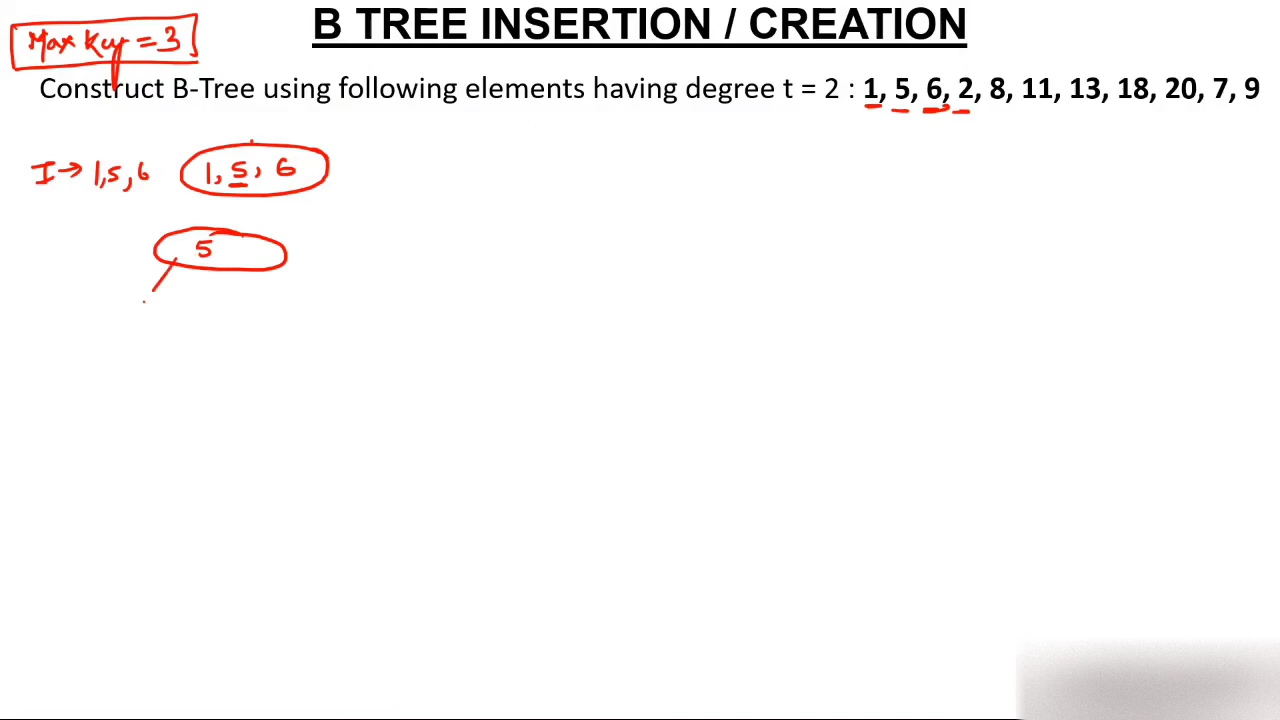 B TREE INSERTION / CREATION
Max Key = 3
Construct B-Tree using following elements having degree t = 2 : 1, 5, 6, 2, 8, 11, 13, 18, 20, 7, 9
I → 1,5,6 1, 5, 6
5